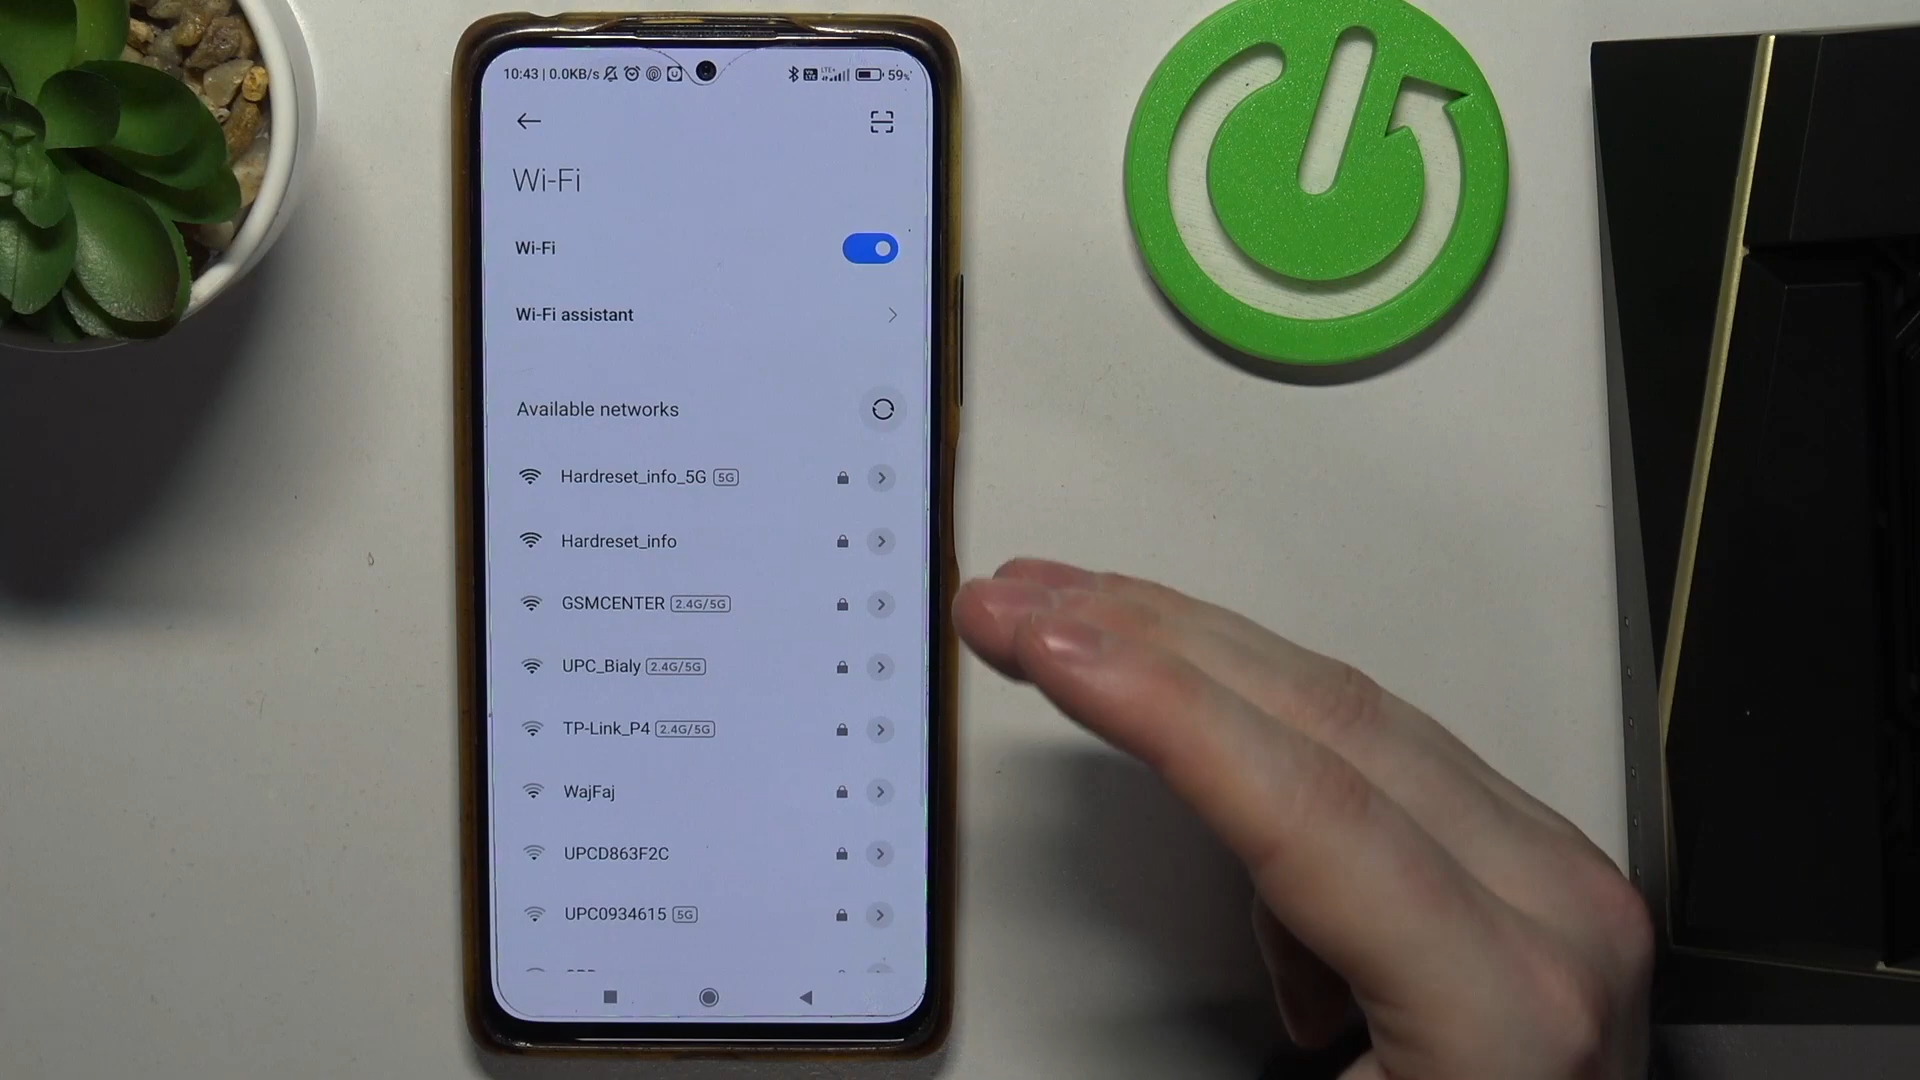 10:43 | 0.0KB/s LTE+ 59%
Wi-Fi
Wi-Fi
Wi-Fi assistant
Available networks
Hardreset_info_5G 5G
Hardreset_info
GSMCENTER 2.4G/5G
UPC_Bialy 2.4G/5G
TP-Link_P4 2.4G/5G
WajFaj
UPCD863F2C
UPC0934615 5G